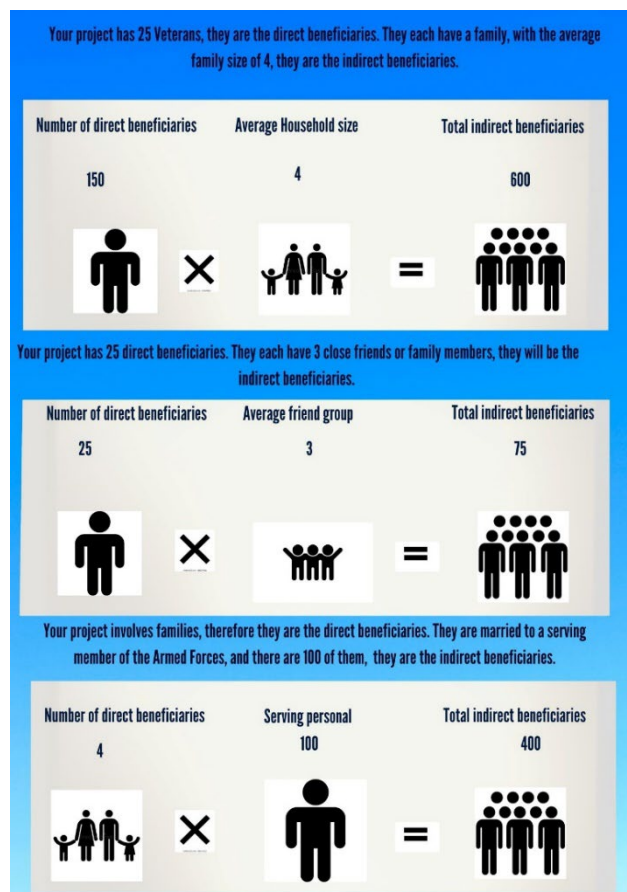 Your project has 25 Veterans, they are the direct beneficiaries. They each have a family, with the average
family size of 4, they are the indirect beneficiaries.
Number of direct beneficiaries
Average Household size
Total indirect beneficiaries
150
4
600
=
Your project has 25 direct beneficiaries. They each have 3 close friends or family members, they will be the
indirect beneficiaries.
Number of direct beneficiaries
Average friend group
Total indirect beneficiaries
25
3
75
=
Your project involves families, therefore they are the direct beneficiaries. They are married to a serving
member of the Armed Forces, and there are 100 of them, they are the indirect beneficiaries.
Number of direct beneficiaries
Serving personal
Total indirect beneficiaries
4
100
400
=